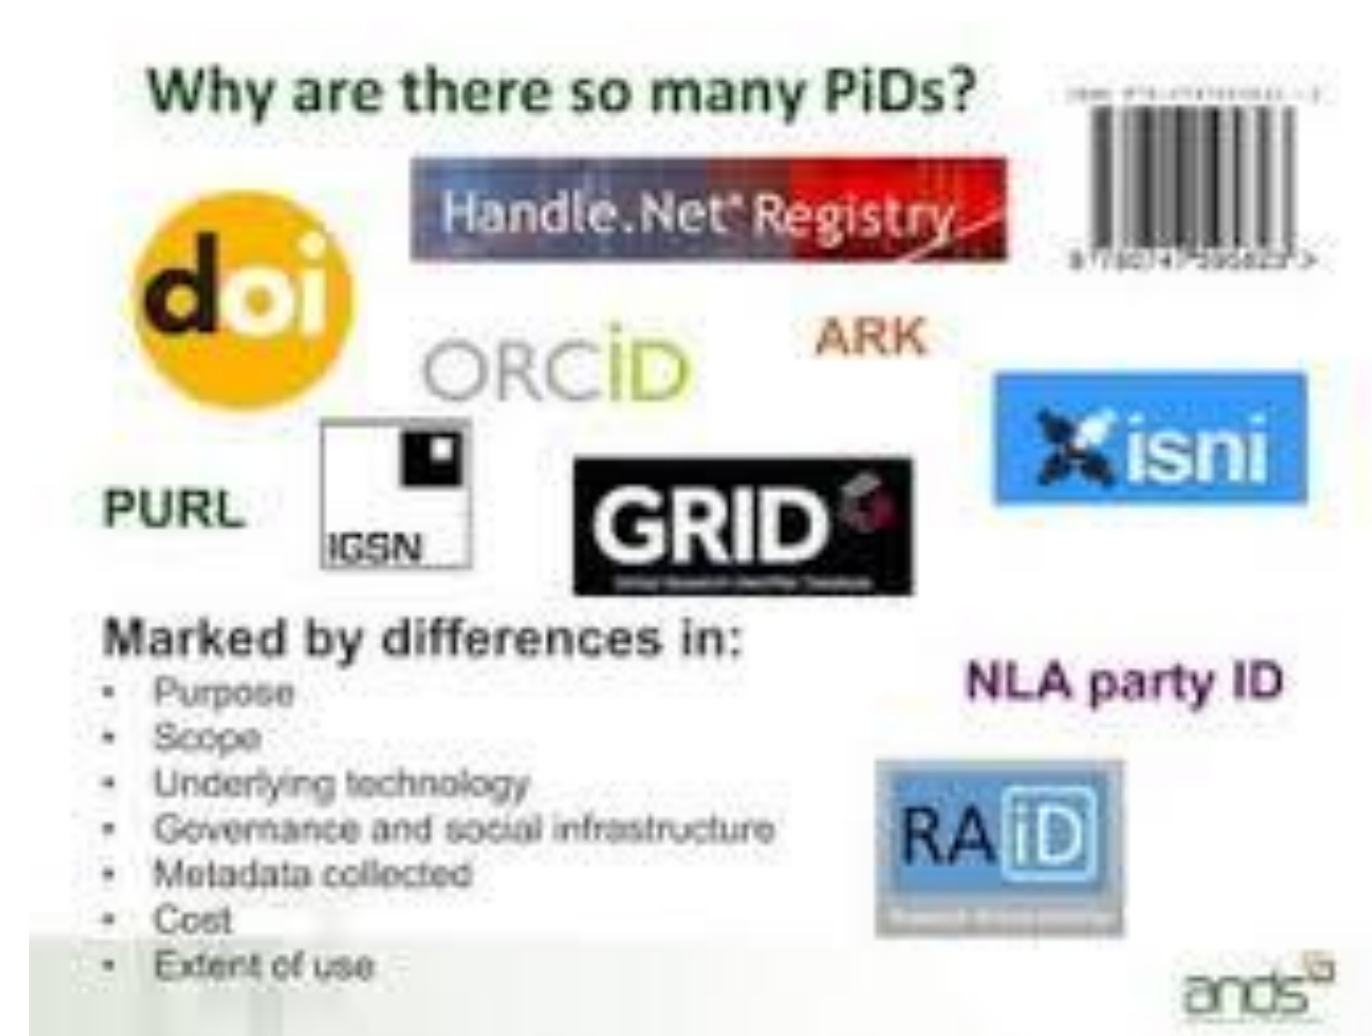 Why are there so many PiDs?
Handle.Net® Registry
doi
ORCiD
ARK
isni
PURL
IGSN
GRID
Marked by differences in:
• Purpose
• Scope
• Underlying technology
• Governance and social infrastructure
• Metadata collected
• Cost
• Extent of use
NLA party ID
RAiD
ands